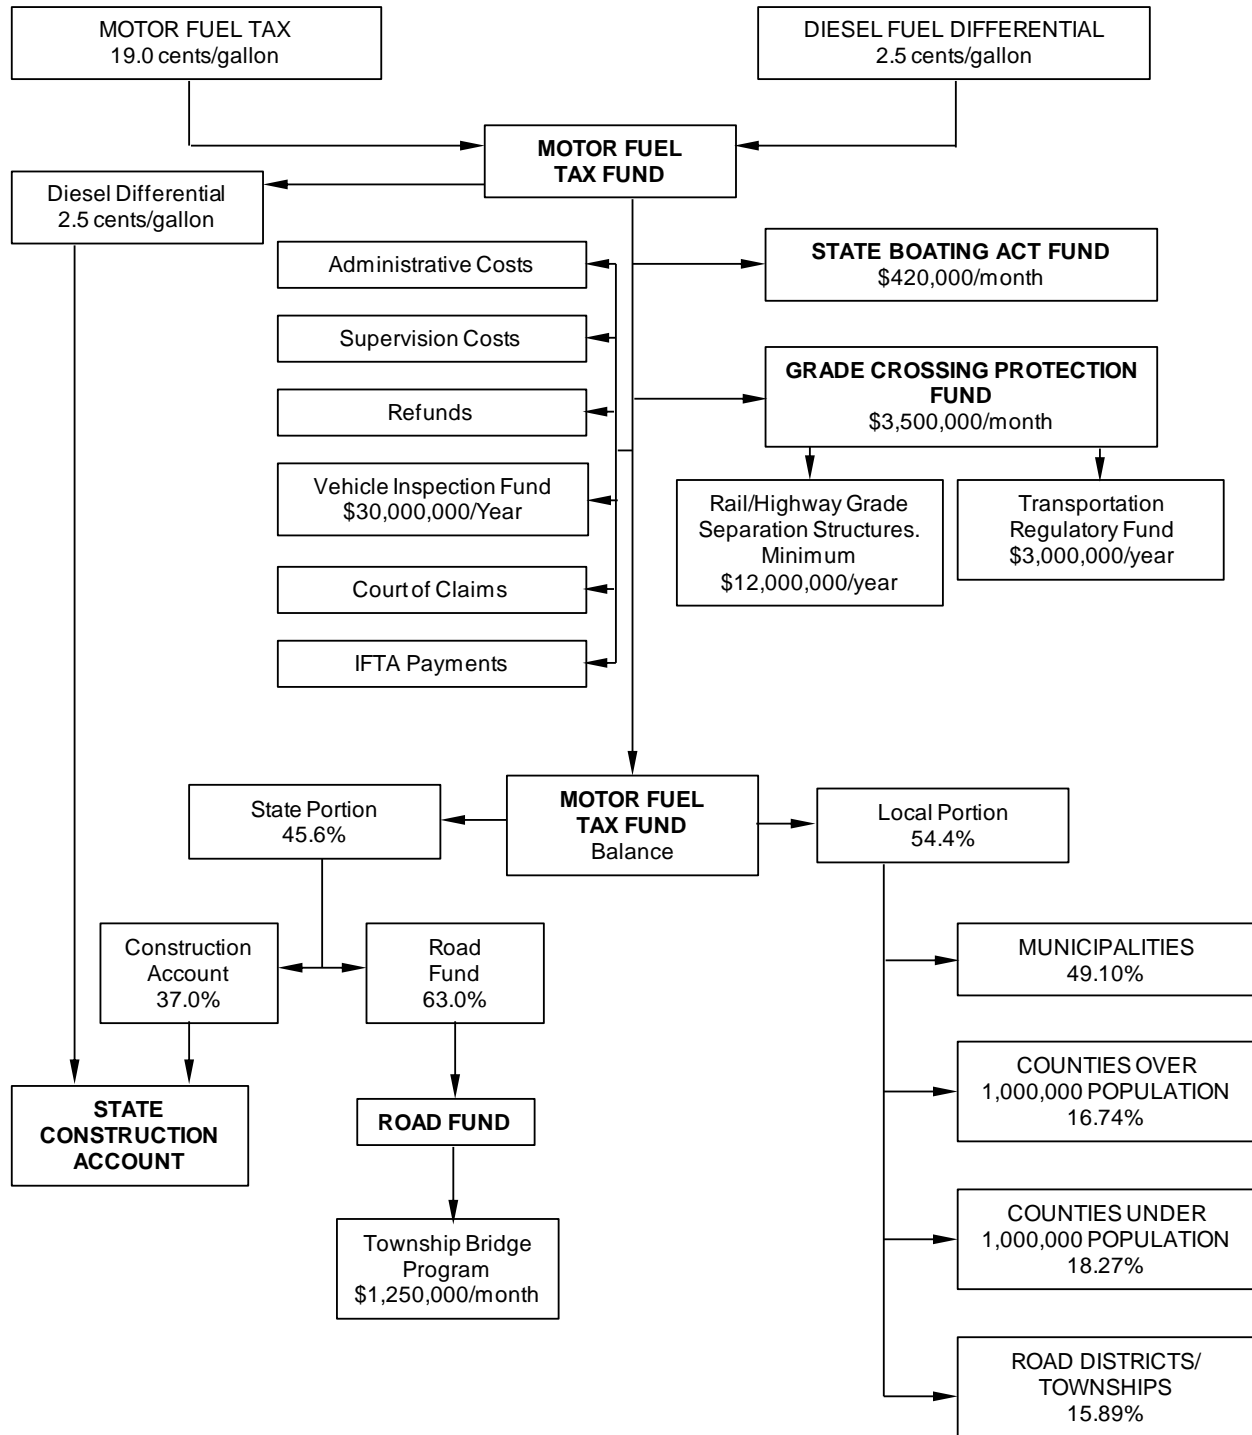 MOTOR FUEL TAX
19.0 cents/gallon
DIESEL FUEL DIFFERENTIAL
2.5 cents/gallon
MOTOR FUEL
TAX FUND
Diesel Differential
2.5 cents/gallon
Administrative Costs
STATE BOATING ACT FUND
$420,000/month
Supervision Costs
GRADE CROSSING PROTECTION
FUND
$3,500,000/month
Refunds
Vehicle Inspection Fund
$30,000,000/Year
Rail/Highway Grade
Separation Structures.
Minimum
$12,000,000/year
Transportation
Regulatory Fund
$3,000,000/year
Court of Claims
IFTA Payments
State Portion
45.6%
MOTOR FUEL
TAX FUND
Balance
Local Portion
54.4%
Construction
Account
37.0%
Road
Fund
63.0%
MUNICIPALITIES
49.10%
STATE
CONSTRUCTION
ACCOUNT
ROAD FUND
COUNTIES OVER
1,000,000 POPULATION
16.74%
Township Bridge
Program
$1,250,000/month
COUNTIES UNDER
1,000,000 POPULATION
18.27%
ROAD DISTRICTS/
TOWNSHIPS
15.89%